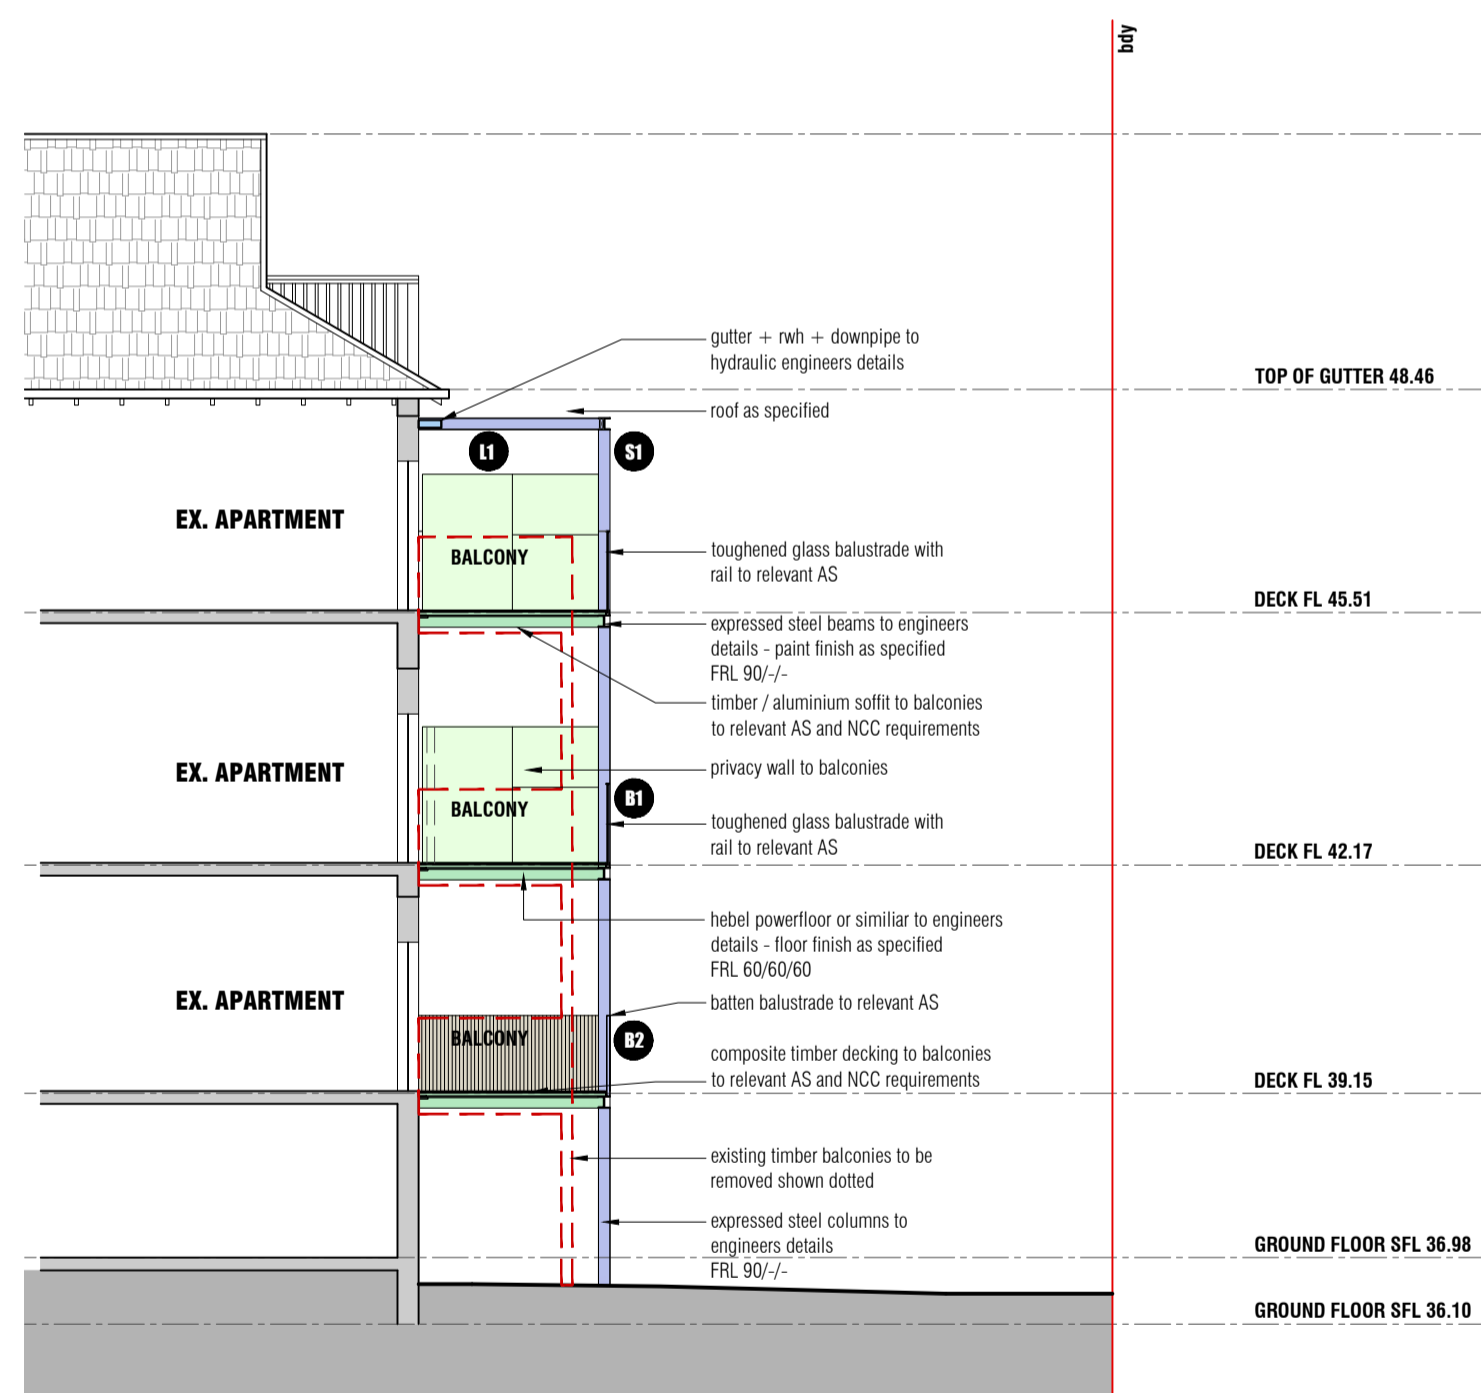 bdy
gutter + rwh + downpipe to
hydraulic engineers details
TOP OF GUTTER 48.46
roof as specified
L1
S1
EX. APARTMENT
BALCONY
toughened glass balustrade with
rail to relevant AS
DECK FL 45.51
expressed steel beams to engineers
details - paint finish as specified
FRL 90/-/-
timber / aluminium soffit to balconies
to relevant AS and NCC requirements
EX. APARTMENT
privacy wall to balconies
BALCONY
B1
toughened glass balustrade with
rail to relevant AS
DECK FL 42.17
hebel powerfloor or similiar to engineers
details - floor finish as specified
FRL 60/60/60
EX. APARTMENT
batten balustrade to relevant AS
BALCONY
B2
composite timber decking to balconies
to relevant AS and NCC requirements
DECK FL 39.15
existing timber balconies to be
removed shown dotted
expressed steel columns to
engineers details
FRL 90/-/-
GROUND FLOOR SFL 36.98
GROUND FLOOR SFL 36.10